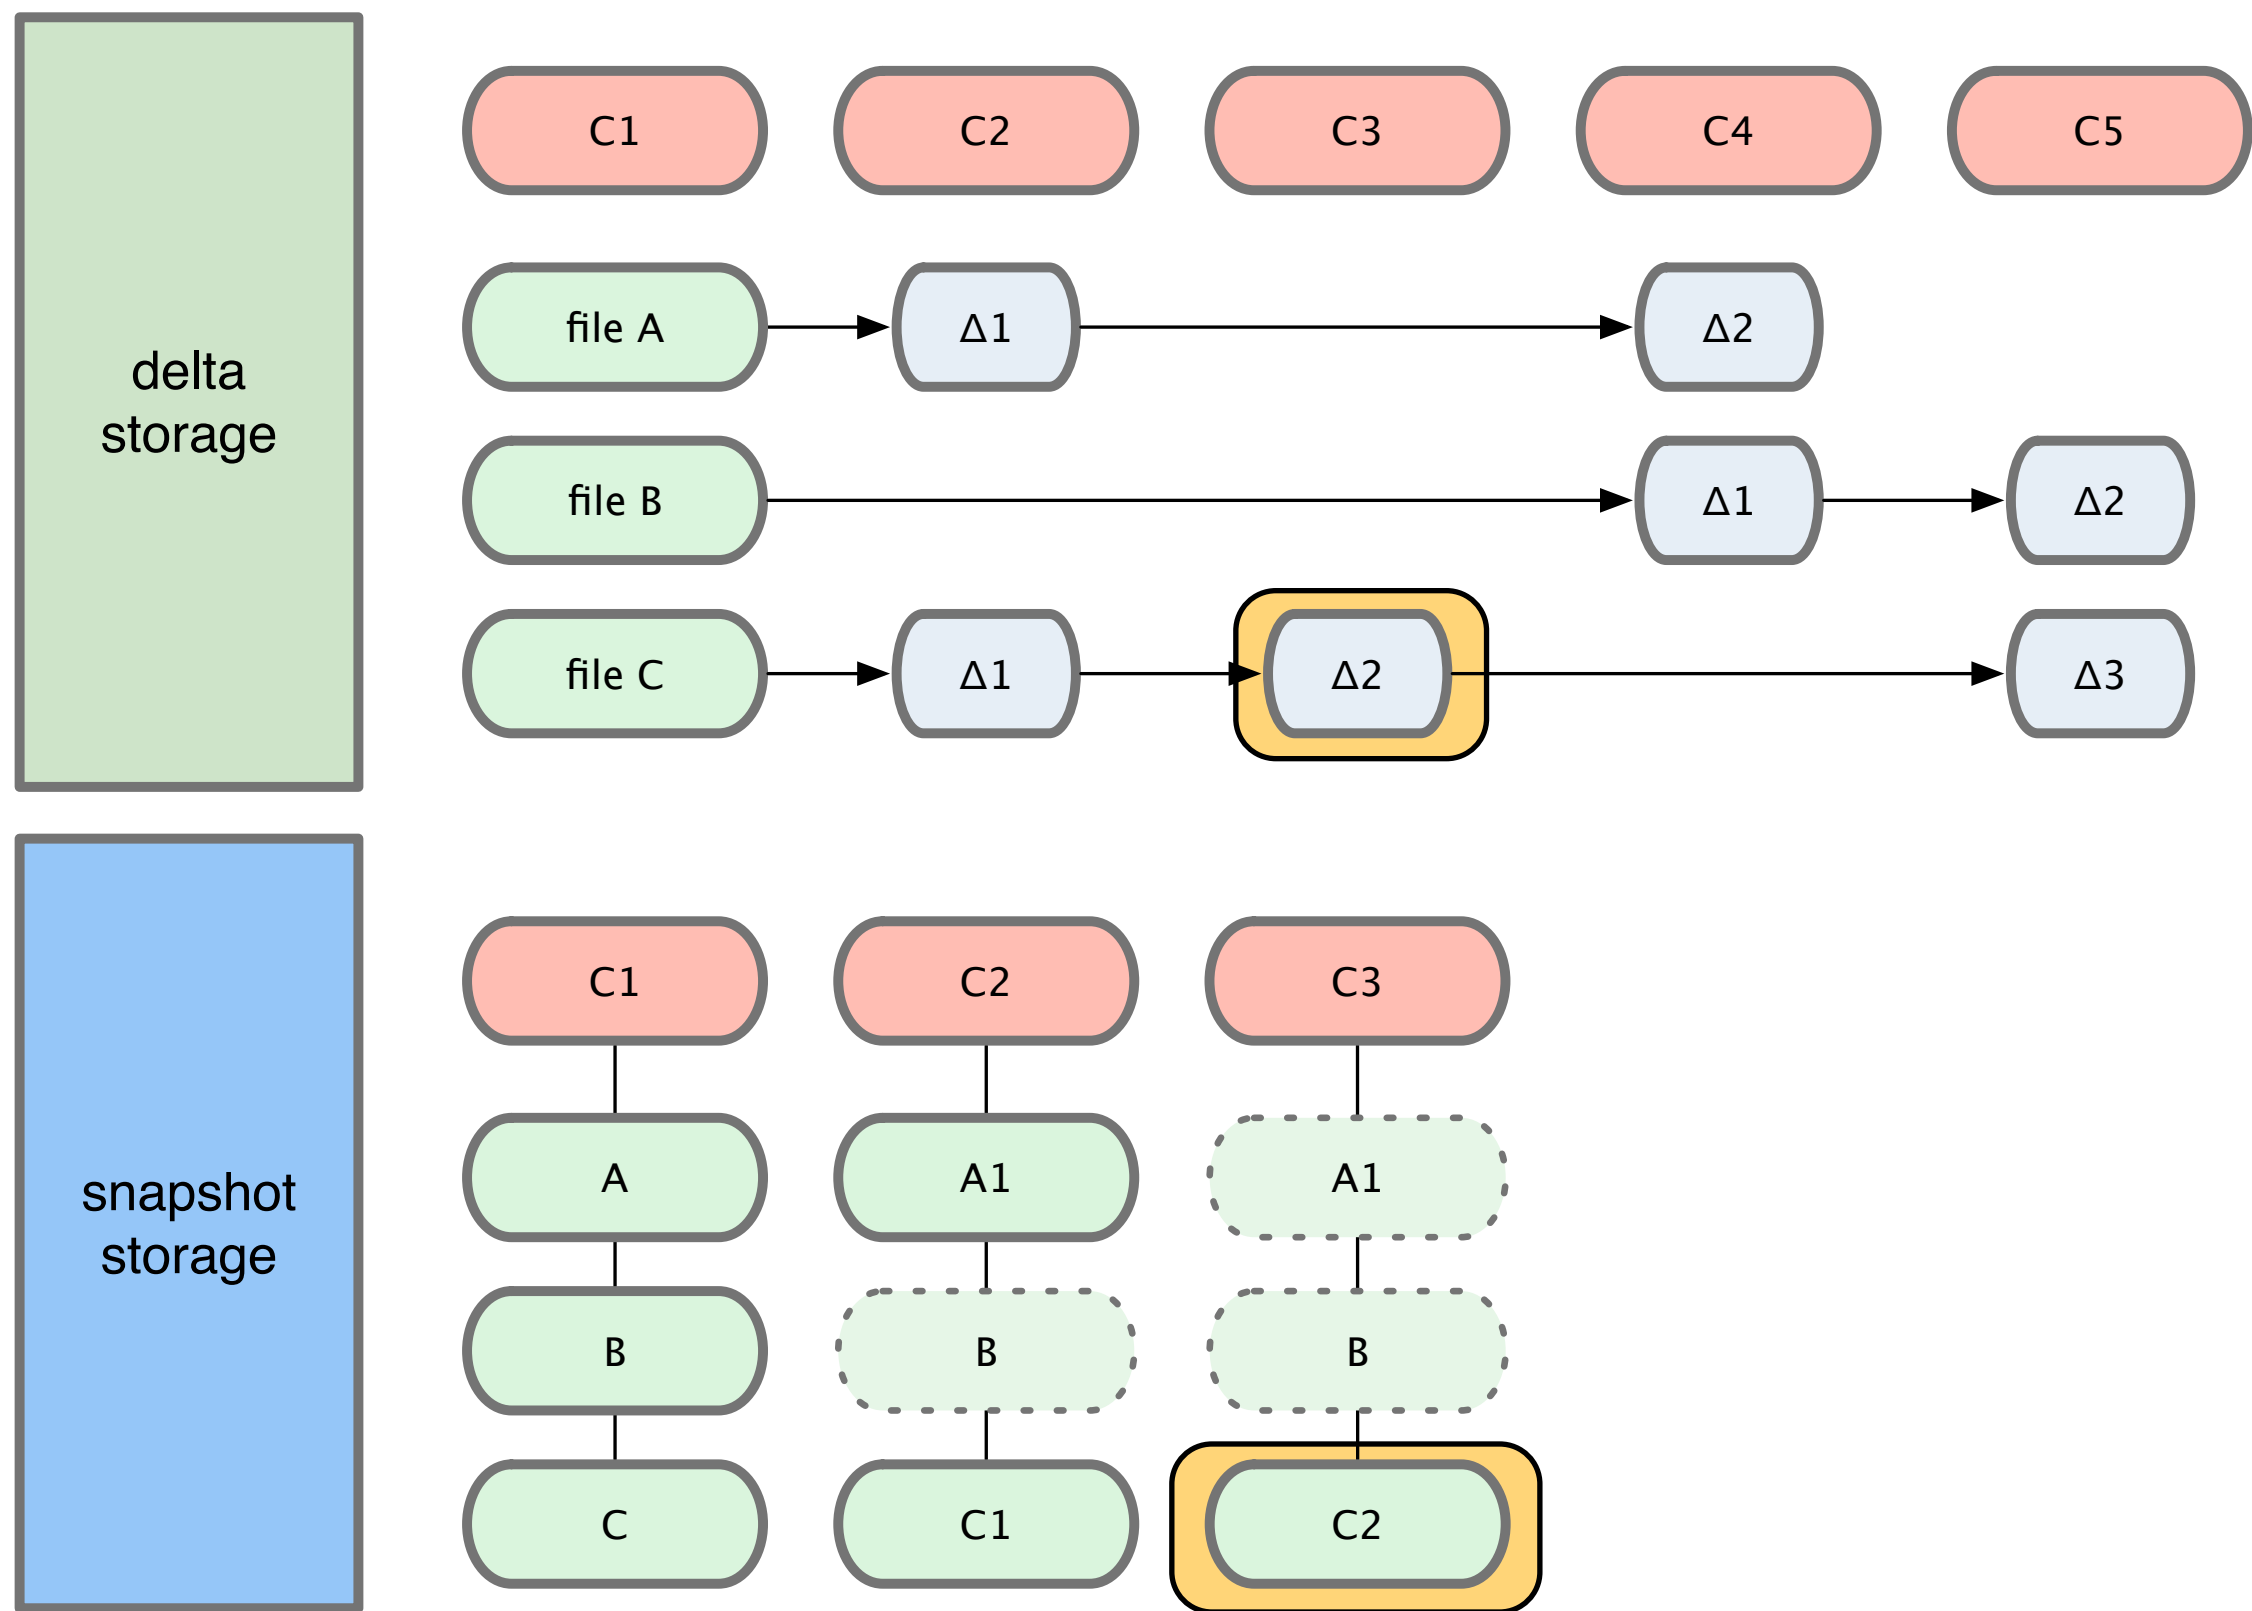 delta
storage
C1 C2 C3 C4 C5
file A Δ1 Δ2
file B Δ1 Δ2
file C Δ1 Δ2 Δ3
snapshot
storage
C1 C2 C3
A A1 A1
B B B
C C1 C2